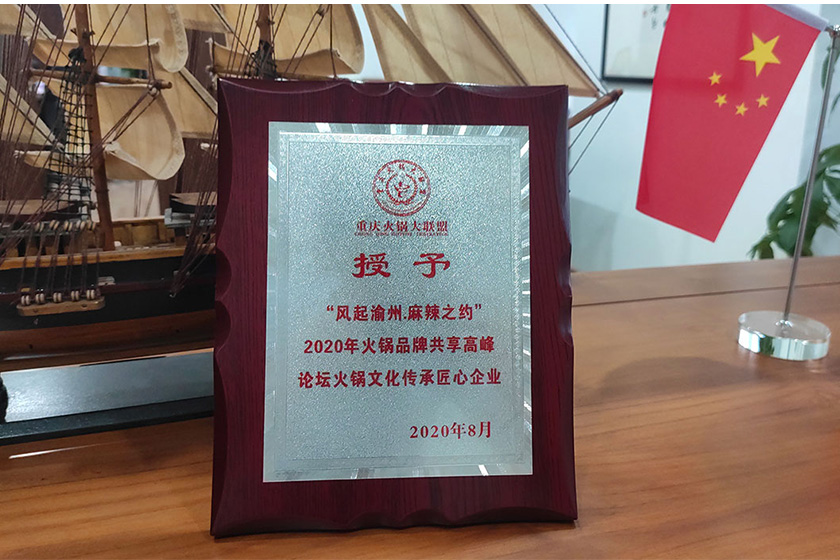 重庆火锅大联盟
授予
“风起渝州.麻辣之约”
2020年火锅品牌共享高峰
论坛火锅文化传承匠心企业
2020年8月